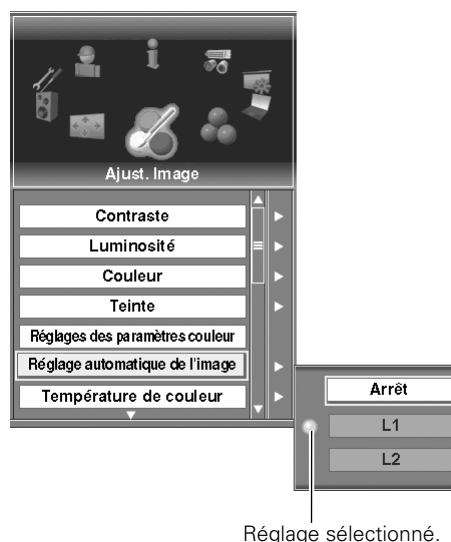 Ajust. Image
Contraste
Luminosité
Couleur
Teinte
Réglages des paramètres couleur
Réglage automatique de l'image
Température de couleur
Arrêt
L1
L2
Réglage sélectionné.